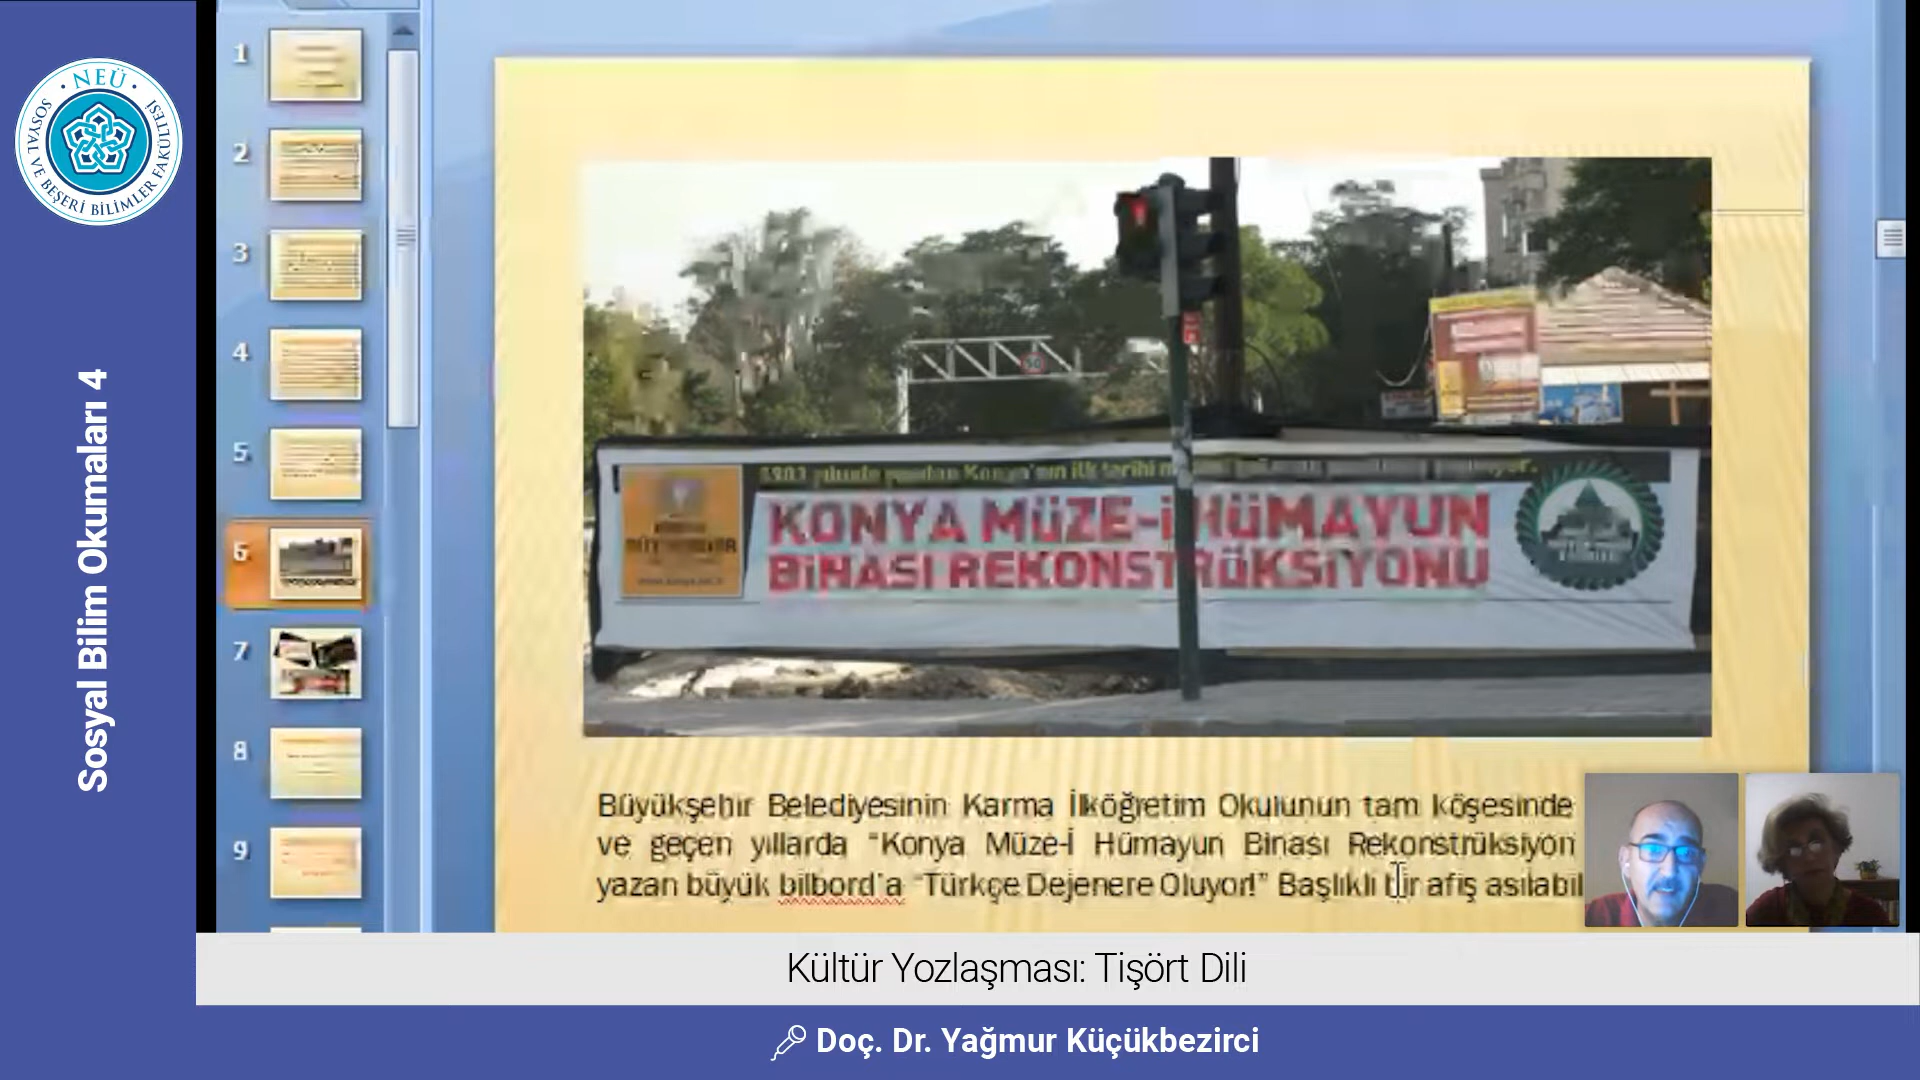 NEÜ
SOSYAL VE BEŞERİ BİLİMLER FAKÜLTESİ
Sosyal Bilim Okumaları 4
1
2
3
4
5
6
7
8
9
50
KONYA MÜZE-İ HÜMAYUN
BİNASI REKONSTRÜKSİYONU
Büyükşehir Belediyesinin Karma İlköğretim Okulunun tam köşesinde
ve geçen yıllarda "Konya Müze-İ Hümayun Binası Rekonstrüksiyon
yazan büyük bilbord'a "Türkçe Dejenere Oluyor!" Başlıklı bir afiş asılabil
Kültür Yozlaşması: Tişört Dili
Doç. Dr. Yağmur Küçükbezirci